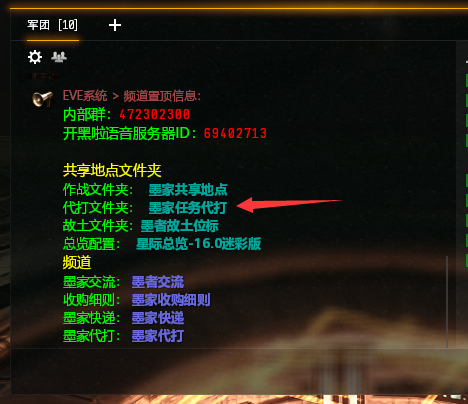 军团 [10]
EVE系统 > 频道置顶信息:
内部群: 472302300
开黑啦语音服务器ID: 69402713
共享地点文件夹
作战文件夹: 墨家共享地点
代打文件夹: 墨家任务代打
故土文件夹: 墨者故土位标
总览配置: 星际总览-16.0迷彩版
频道
墨家交流: 墨者交流
收购细则: 墨家收购细则
墨家快递: 墨家快递
墨家代打: 墨家代打